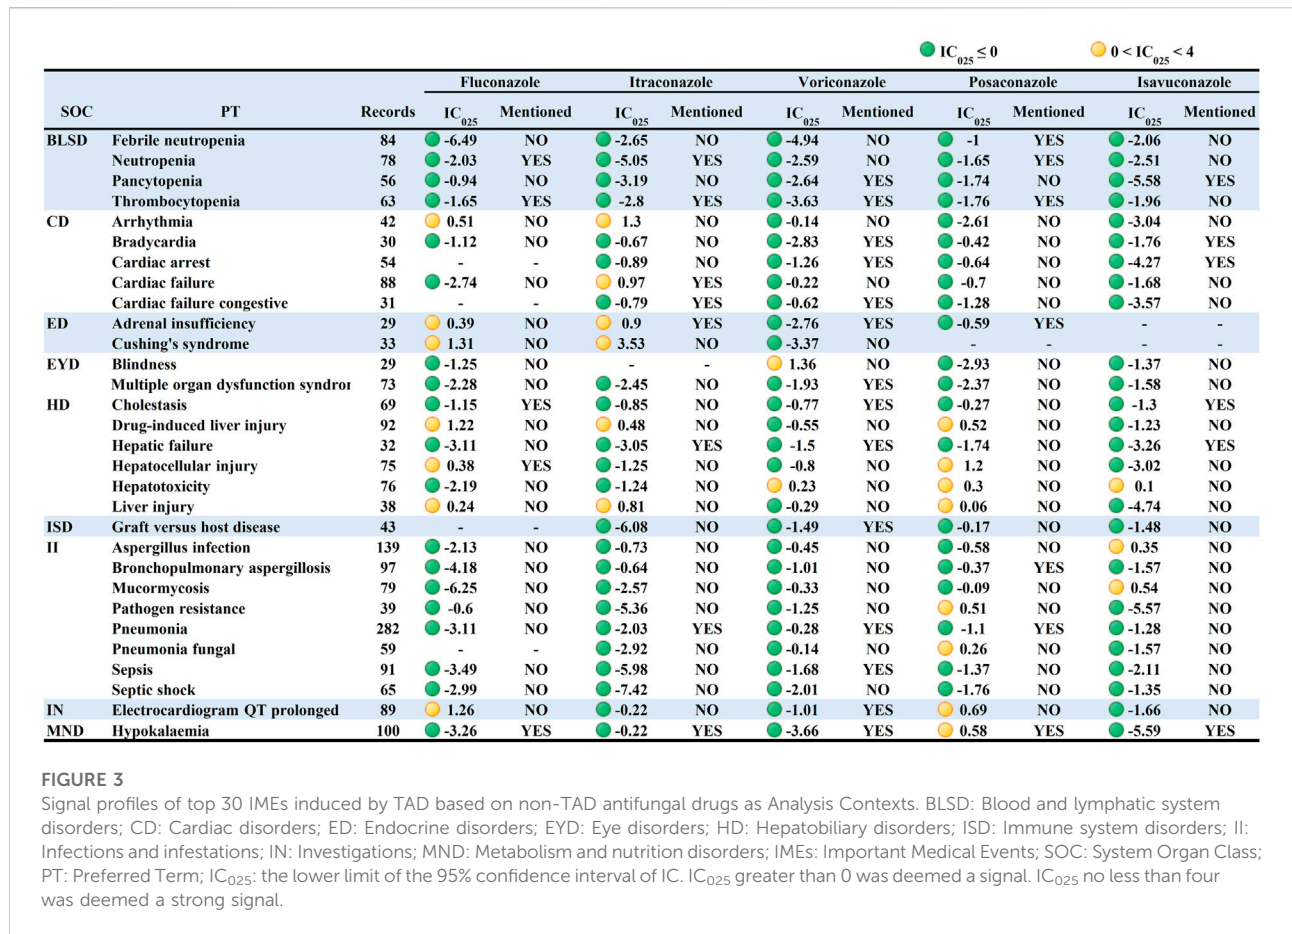 IC025 ≤ 0 0 < IC025 < 4
Fluconazole Itraconazole Voriconazole Posaconazole Isavuconazole
SOC PT Records IC025 Mentioned IC025 Mentioned IC025 Mentioned IC025 Mentioned IC025 Mentioned
BLSD Febrile neutropenia 84 -6.49 NO -2.65 NO -4.94 NO -1 YES -2.06 NO
Neutropenia 78 -2.03 YES -5.05 YES -2.59 NO -1.65 YES -2.51 NO
Pancytopenia 56 -0.94 NO -3.19 NO -2.64 YES -1.74 NO -5.58 YES
Thrombocytopenia 63 -1.65 YES -2.8 YES -3.63 YES -1.76 YES -1.96 NO
CD Arrhythmia 42 0.51 NO 1.3 NO -0.14 NO -2.61 NO -3.04 NO
Bradycardia 30 -1.12 NO -0.67 NO -2.83 YES -0.42 NO -1.76 YES
Cardiac arrest 54 - - -0.89 NO -1.26 YES -0.64 NO -4.27 YES
Cardiac failure 88 -2.74 NO 0.97 YES -0.22 NO -0.7 NO -1.68 NO
Cardiac failure congestive 31 - - -0.79 YES -0.62 YES -1.28 NO -3.57 NO
ED Adrenal insufficiency 29 0.39 NO 0.9 YES -2.76 YES -0.59 YES - -
Cushing's syndrome 33 1.31 NO 3.53 NO -3.37 NO - - - -
EYD Blindness 29 -1.25 NO - - 1.36 NO -2.93 NO -1.37 NO
Multiple organ dysfunction syndror 73 -2.28 NO -2.45 NO -1.93 YES -2.37 NO -1.58 NO
HD Cholestasis 69 -1.15 YES -0.85 NO -0.77 YES -0.27 NO -1.3 YES
Drug-induced liver injury 92 1.22 NO 0.48 NO -0.55 NO 0.52 NO -1.23 NO
Hepatic failure 32 -3.11 NO -3.05 YES -1.5 YES -1.74 NO -3.26 YES
Hepatocellular injury 75 0.38 YES -1.25 NO -0.8 NO 1.2 NO -3.02 NO
Hepatotoxicity 76 -2.19 NO -1.24 NO 0.23 NO 0.3 NO 0.1 NO
Liver injury 38 0.24 NO 0.81 NO -0.29 NO 0.06 NO -4.74 NO
ISD Graft versus host disease 43 - - -6.08 NO -1.49 YES -0.17 NO -1.48 NO
II Aspergillus infection 139 -2.13 NO -0.73 NO -0.45 NO -0.58 NO 0.35 NO
Bronchopulmonary aspergillosis 97 -4.18 NO -0.64 NO -1.01 NO -0.37 YES -1.57 NO
Mucormycosis 79 -6.25 NO -2.57 NO -0.33 NO -0.09 NO 0.54 NO
Pathogen resistance 39 -0.6 NO -5.36 NO -1.25 NO 0.51 NO -5.57 NO
Pneumonia 282 -3.11 NO -2.03 YES -0.28 YES -1.1 YES -1.28 NO
Pneumonia fungal 59 - - -2.92 NO -0.14 NO 0.26 NO -1.57 NO
Sepsis 91 -3.49 NO -5.98 NO -1.68 YES -1.37 NO -2.11 NO
Septic shock 65 -2.99 NO -7.42 NO -2.01 NO -1.76 NO -1.35 NO
IN Electrocardiogram QT prolonged 89 1.26 NO -0.22 NO -1.01 YES 0.69 NO -1.66 NO
MND Hypokalaemia 100 -3.26 YES -0.22 YES -3.66 YES 0.58 YES -5.59 YES
FIGURE 3
Signal profiles of top 30 IMEs induced by TAD based on non-TAD antifungal drugs as Analysis Contexts. BLSD: Blood and lymphatic system
disorders; CD: Cardiac disorders; ED: Endocrine disorders; EYD: Eye disorders; HD: Hepatobiliary disorders; ISD: Immune system disorders; II:
Infections and infestations; IN: Investigations; MND: Metabolism and nutrition disorders; IMEs: Important Medical Events; SOC: System Organ Class;
PT: Preferred Term; IC025: the lower limit of the 95% confidence interval of IC. IC025 greater than 0 was deemed a signal. IC025 no less than four
was deemed a strong signal.